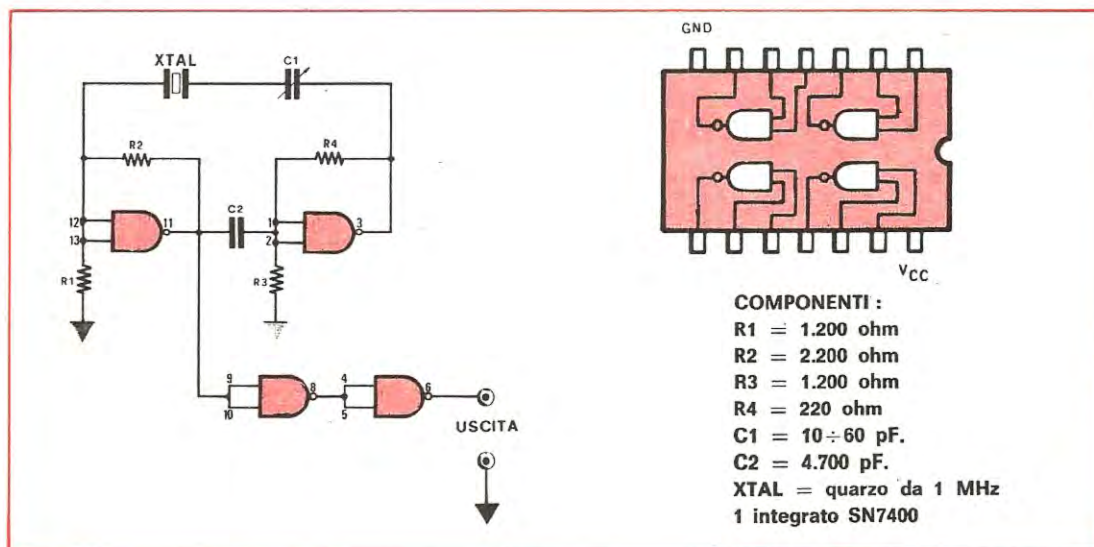 XTAL
C1
R2
R4
12
13
11
C2
1
2
3
R1
R3
9
10
8
4
5
6
USCITA
GND
VCC
COMPONENTI :
R1 = 1.200 ohm
R2 = 2.200 ohm
R3 = 1.200 ohm
R4 = 220 ohm
C1 = 10÷60 pF.
C2 = 4.700 pF.
XTAL = quarzo da 1 MHz
1 integrato SN7400